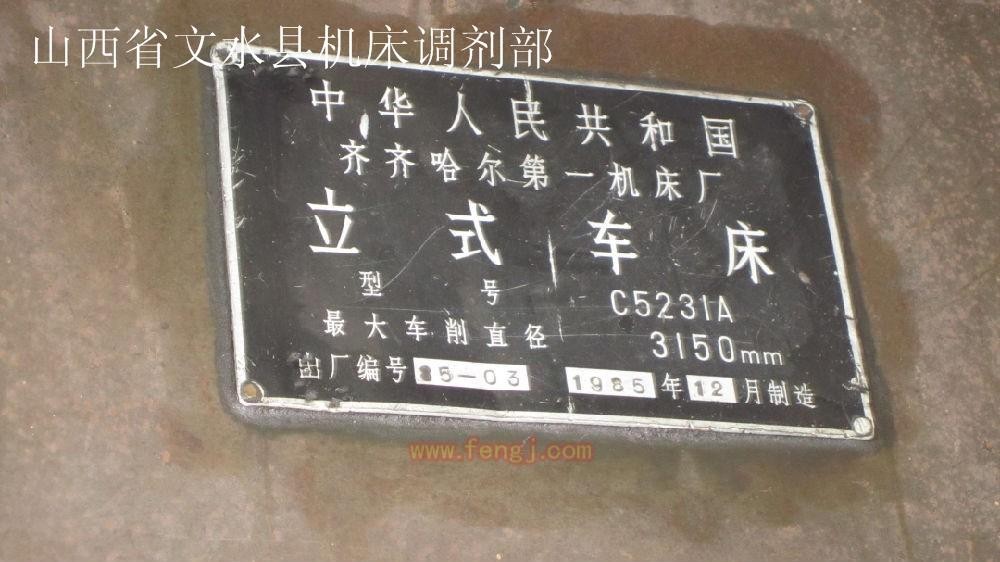 山西省文水县机床调剂部
中华人民共和国
齐齐哈尔第一机床厂
立式车床
型号 C5231A
最大车削直径 3150mm
出厂编号 85-03 1985年12月制造
www.fengj.com